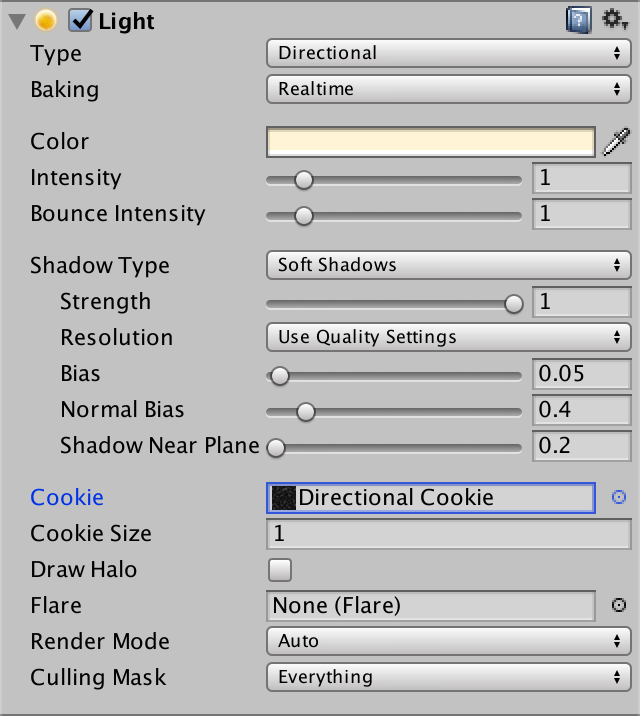 Light
Type Directional
Baking Realtime
Color
Intensity 1
Bounce Intensity 1
Shadow Type Soft Shadows
Strength 1
Resolution Use Quality Settings
Bias 0.05
Normal Bias 0.4
Shadow Near Plane 0.2
Cookie Directional Cookie
Cookie Size 1
Draw Halo
Flare None (Flare)
Render Mode Auto
Culling Mask Everything